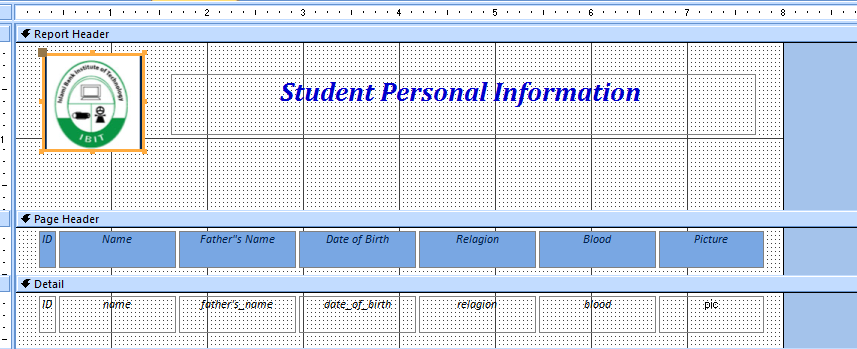 1 2 3 4 5 6 7 8
Report Header
Islami Bank Institute of Technology
IBIT
Student Personal Information
1
Page Header
ID Name Father"s Name Date of Birth Relagion Blood Picture
Detail
ID name father's_name date_of_birth relagion blood pic